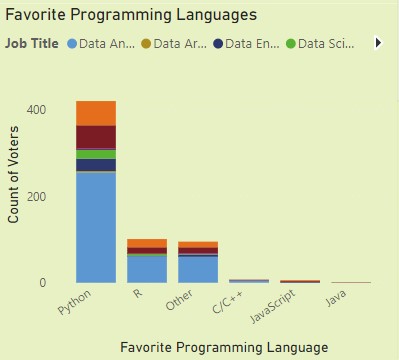 Favorite Programming Languages
Job Title Data An... Data Ar... Data En... Data Sci...
Count of Voters
400
200
0
Python R Other C/C++ JavaScript Java
Favorite Programming Language